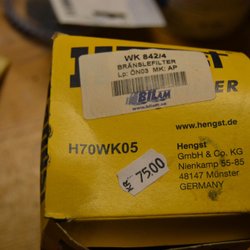 WK 842/4
BRÄNSLEFILTER
Lp: ÖN03 MK: AP
www.hengst.de
H70WK05
Hengst
GmbH & Co. KG
Nienkamp 55-85
48147 Münster
GERMANY
KR. 7500